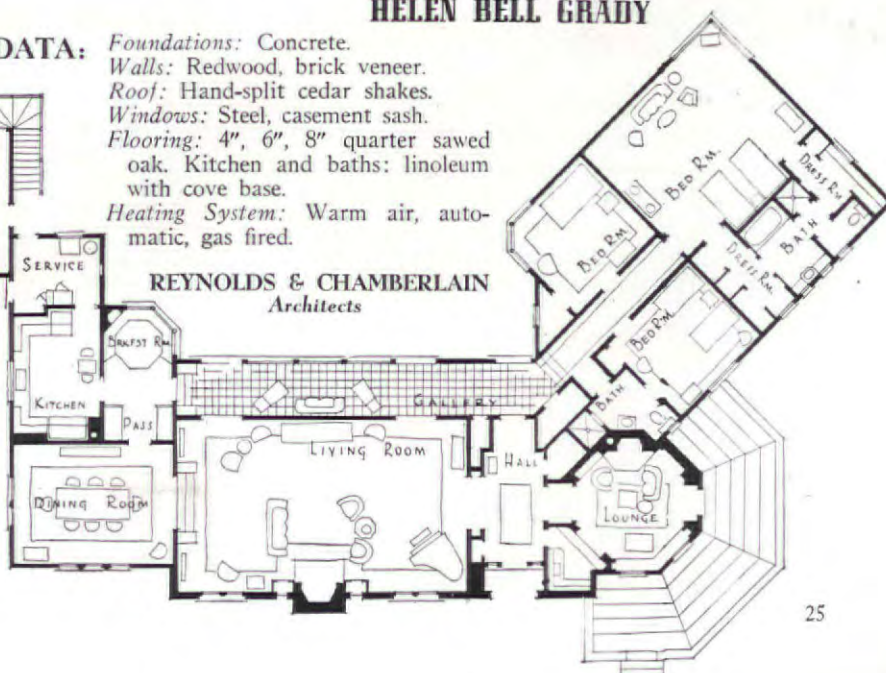 HELEN BELL GRADY
DATA:
Foundations: Concrete.
Walls: Redwood, brick veneer.
Roof: Hand-split cedar shakes.
Windows: Steel, casement sash.
Flooring: 4", 6", 8" quarter sawed
oak. Kitchen and baths: linoleum
with cove base.
Heating System: Warm air, auto-
matic, gas fired.
REYNOLDS & CHAMBERLAIN
Architects
BED RM.
DRESS RM
BATH
DRESS RM.
BED RM.
BED RM.
BATH
SERVICE
BRKFST RM.
KITCHEN
PASS
GALLERY
LIVING ROOM
HALL
DINING ROOM
LOUNGE
25